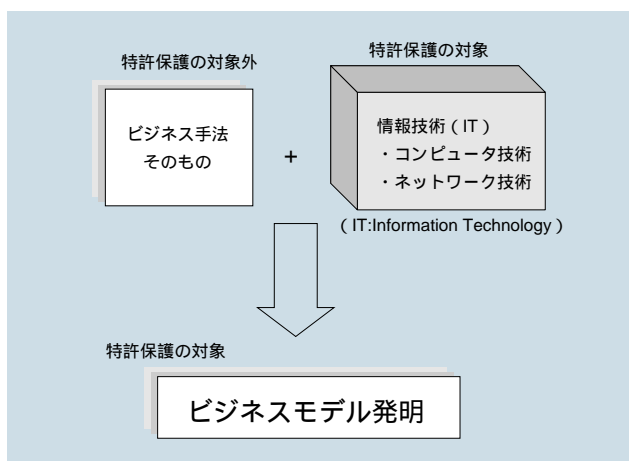 特許保護の対象外
ビジネス手法
そのもの
+
特許保護の対象
情報技術(IT)
・コンピュータ技術
・ネットワーク技術
(IT:Information Technology)
特許保護の対象
ビジネスモデル発明